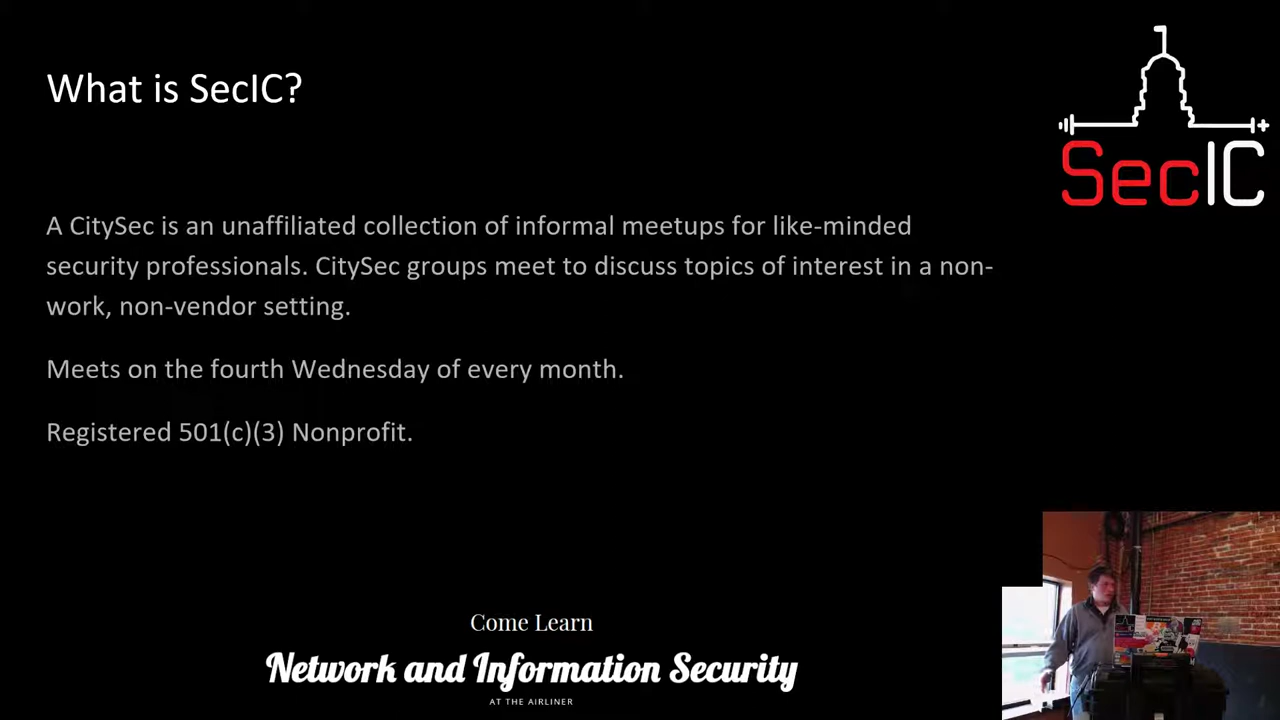 What is SecIC?
SecIC
A CitySec is an unaffiliated collection of informal meetups for like-minded
security professionals. CitySec groups meet to discuss topics of interest in a non-
work, non-vendor setting.
Meets on the fourth Wednesday of every month.
Registered 501(c)(3) Nonprofit.
Come Learn
Network and Information Security
AT THE AIRLINER